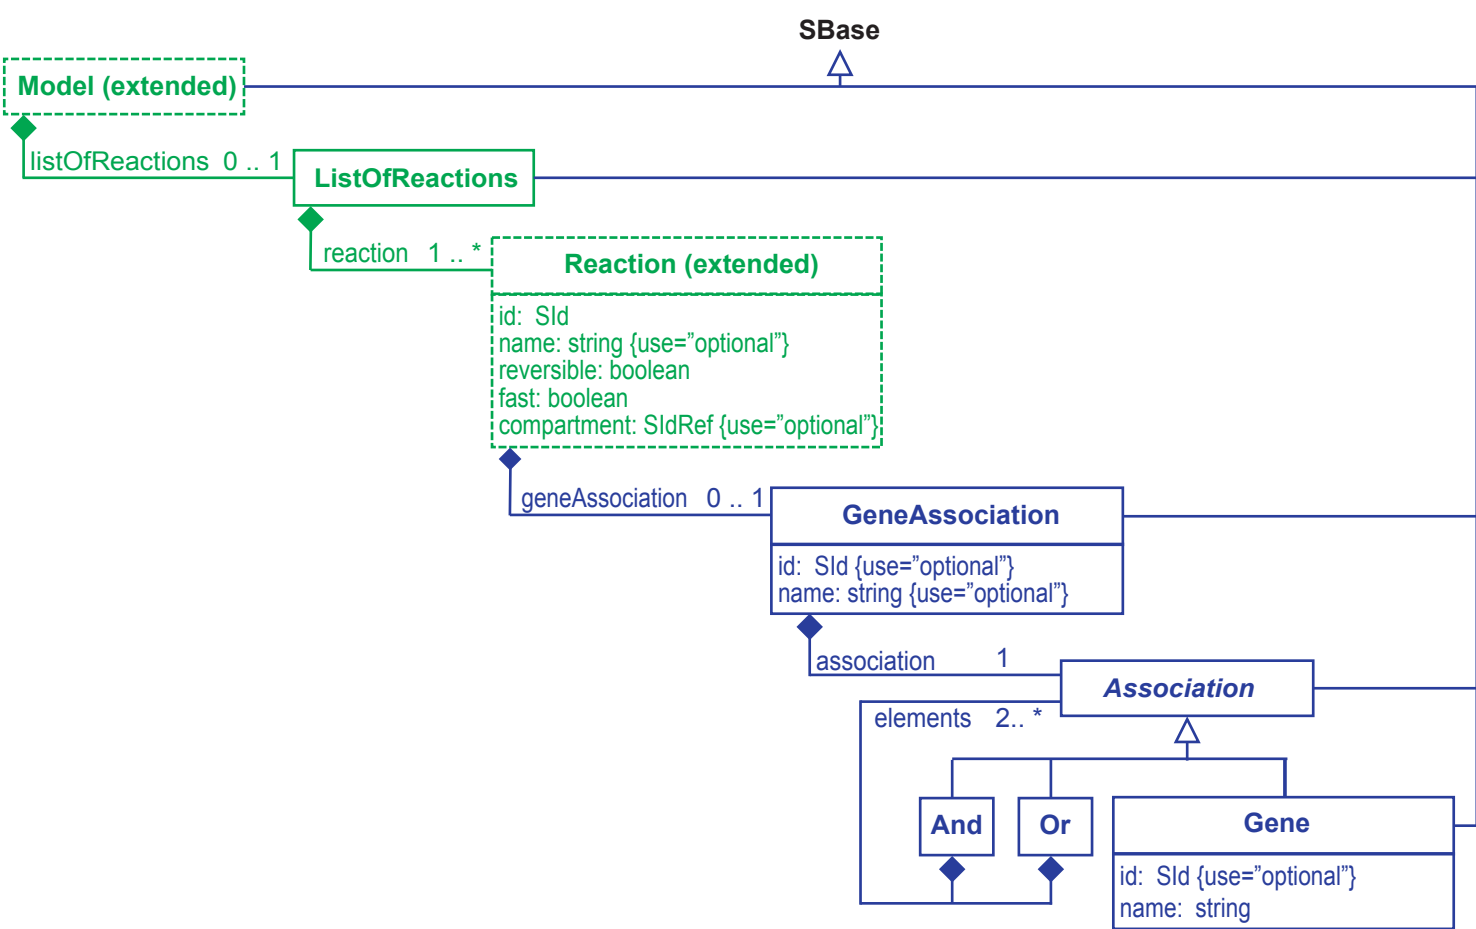 SBase
Model (extended)
listOfReactions 0 .. 1
ListOfReactions
reaction 1 .. *
Reaction (extended)
id: SId
name: string {use=”optional”}
reversible: boolean
fast: boolean
compartment: SIdRef {use=”optional”}
geneAssociation 0 .. 1
GeneAssociation
id: SId {use=”optional”}
name: string {use=”optional”}
association 1
Association
elements 2.. *
And
Or
Gene
id: SId {use=”optional”}
name: string